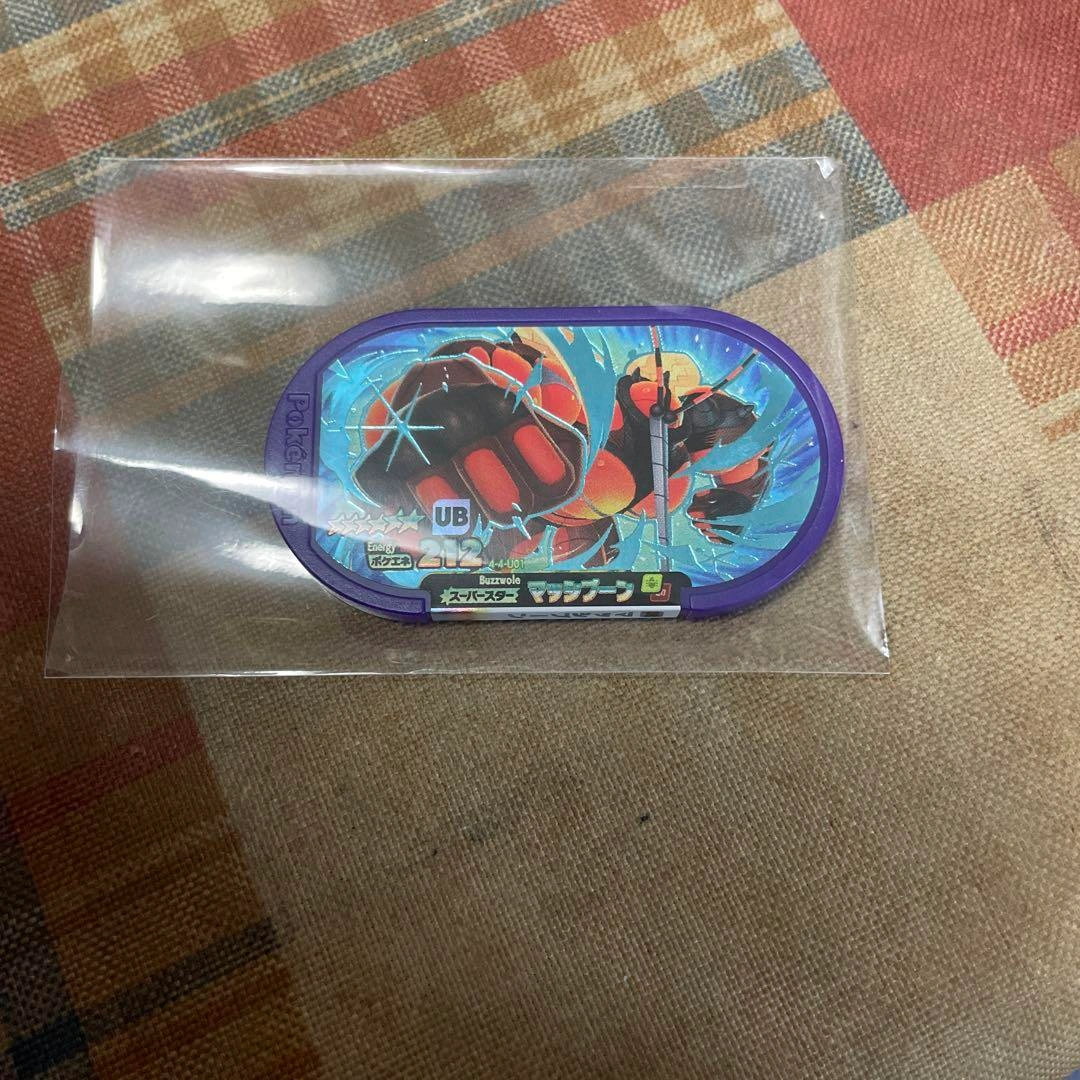 Pokémon
UB
Energy
ポケエネ
212
4-4-U01
Buzzwole
スーパースター
マッシブーン